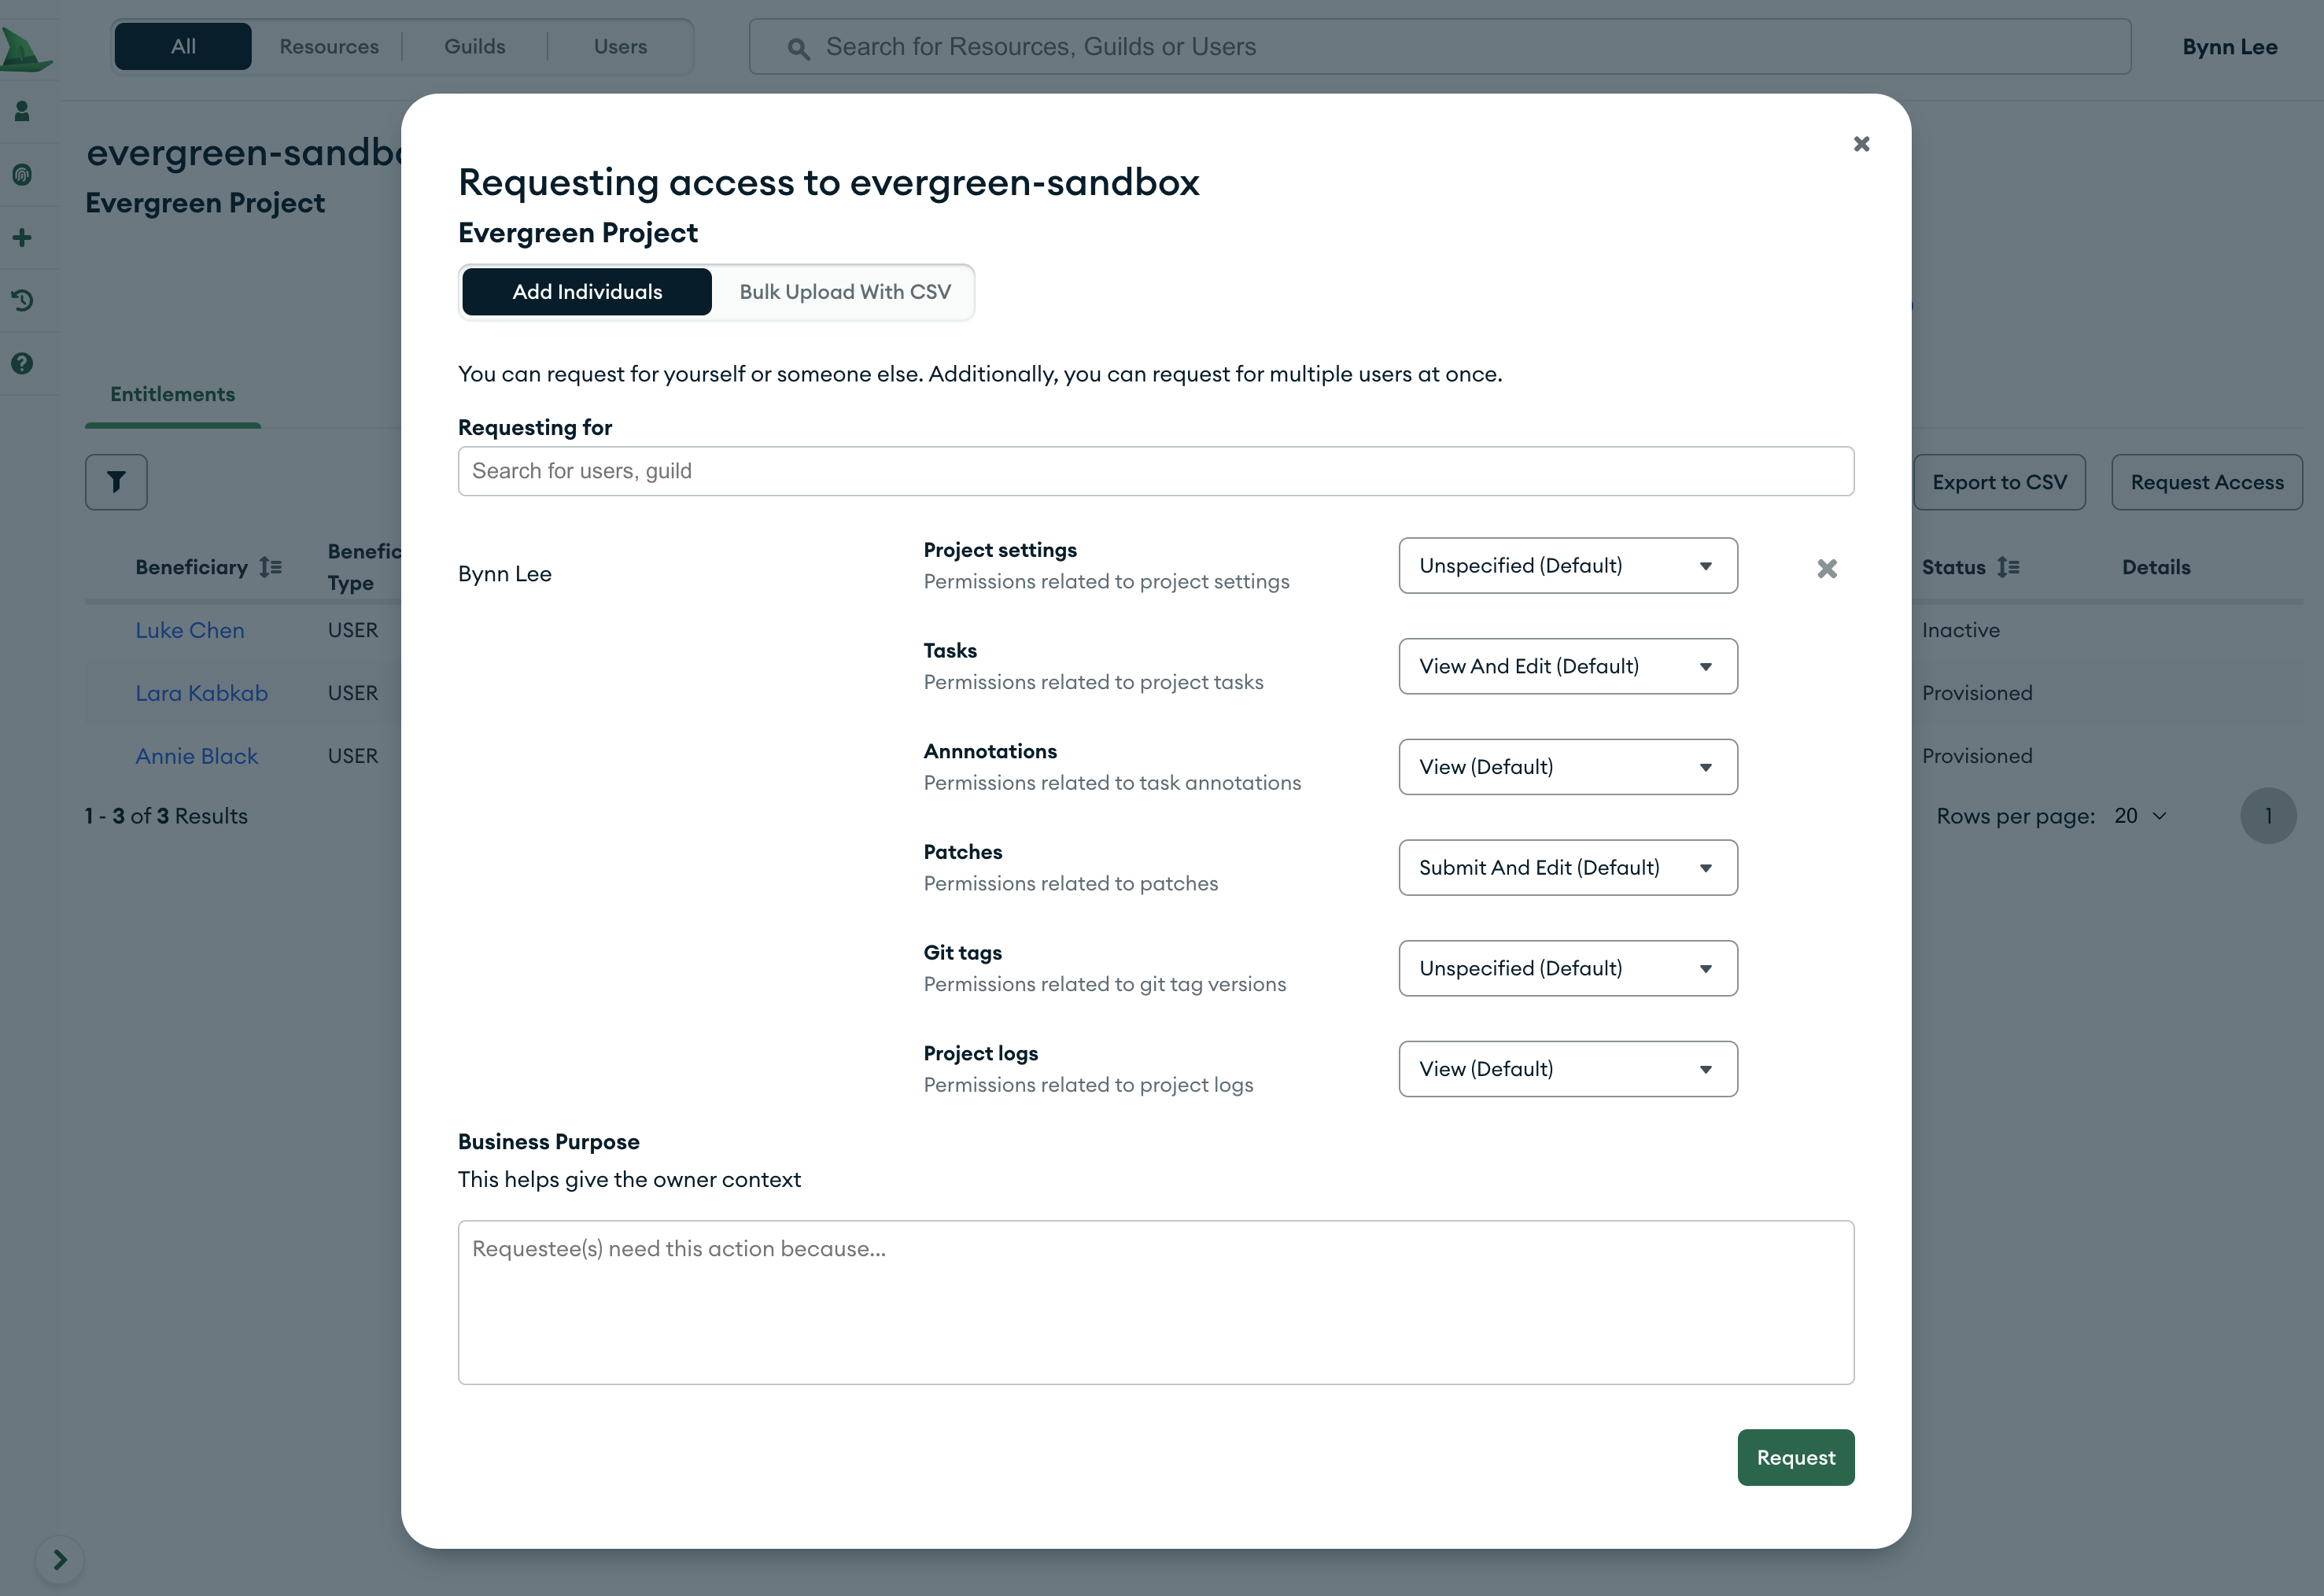 All
Resources
Guilds
Users
Search for Resources, Guilds or Users
Bynn Lee
Evergreen Project
Entitlements
Export to CSV
Request Access
Beneficiary
Type
Status
Details
Luke Chen
USER
Inactive
Lara Kabkab
USER
Provisioned
Annie Black
USER
Provisioned
1 - 3 of 3 Results
Rows per page: 20
1
Requesting access to evergreen-sandbox
Evergreen Project
Add Individuals
Bulk Upload With CSV
You can request for yourself or someone else. Additionally, you can request for multiple users at once.
Requesting for
Search for users, guild
Bynn Lee
Project settings
Permissions related to project settings
Unspecified (Default)
Tasks
Permissions related to project tasks
View And Edit (Default)
Annnotations
Permissions related to task annotations
View (Default)
Patches
Permissions related to patches
Submit And Edit (Default)
Git tags
Permissions related to git tag versions
Unspecified (Default)
Project logs
Permissions related to project logs
View (Default)
Business Purpose
This helps give the owner context
Requestee(s) need this action because...
Request